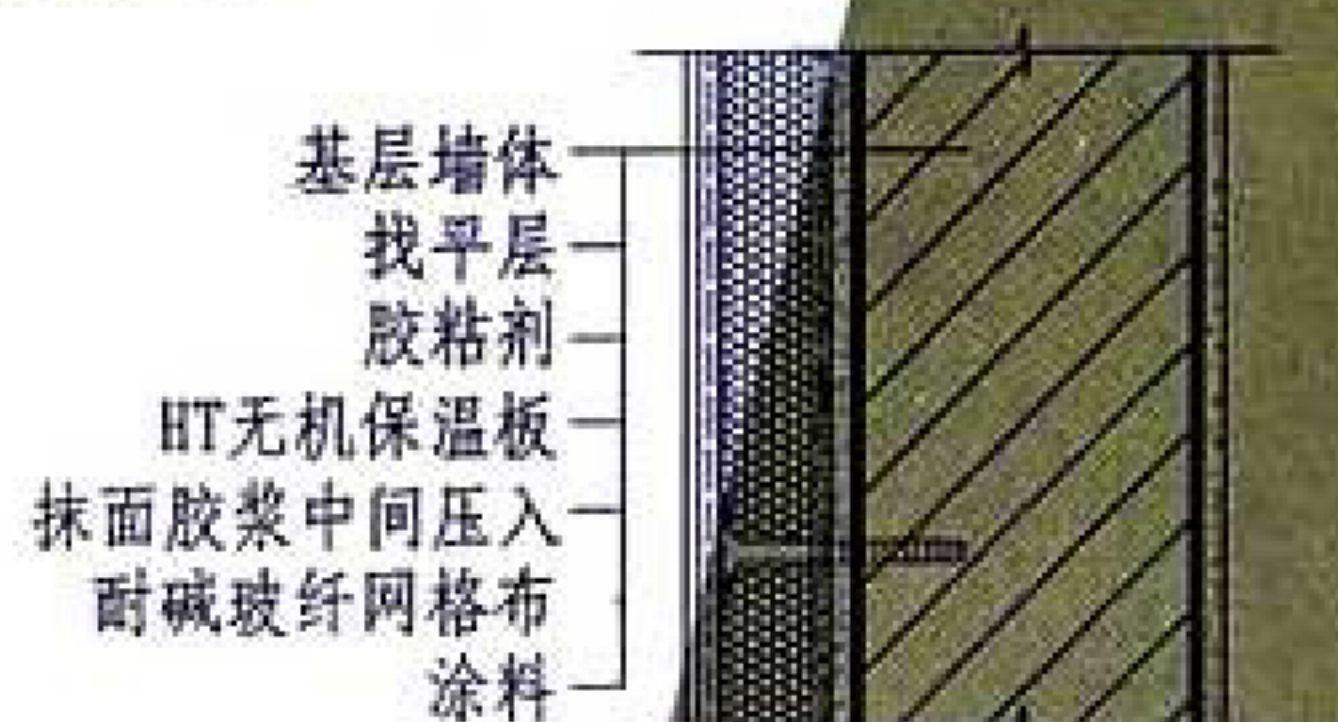 基层墙体
找平层
胶粘剂
HT无机保温板
抹面胶浆中间压入
耐碱玻纤网格布
涂料